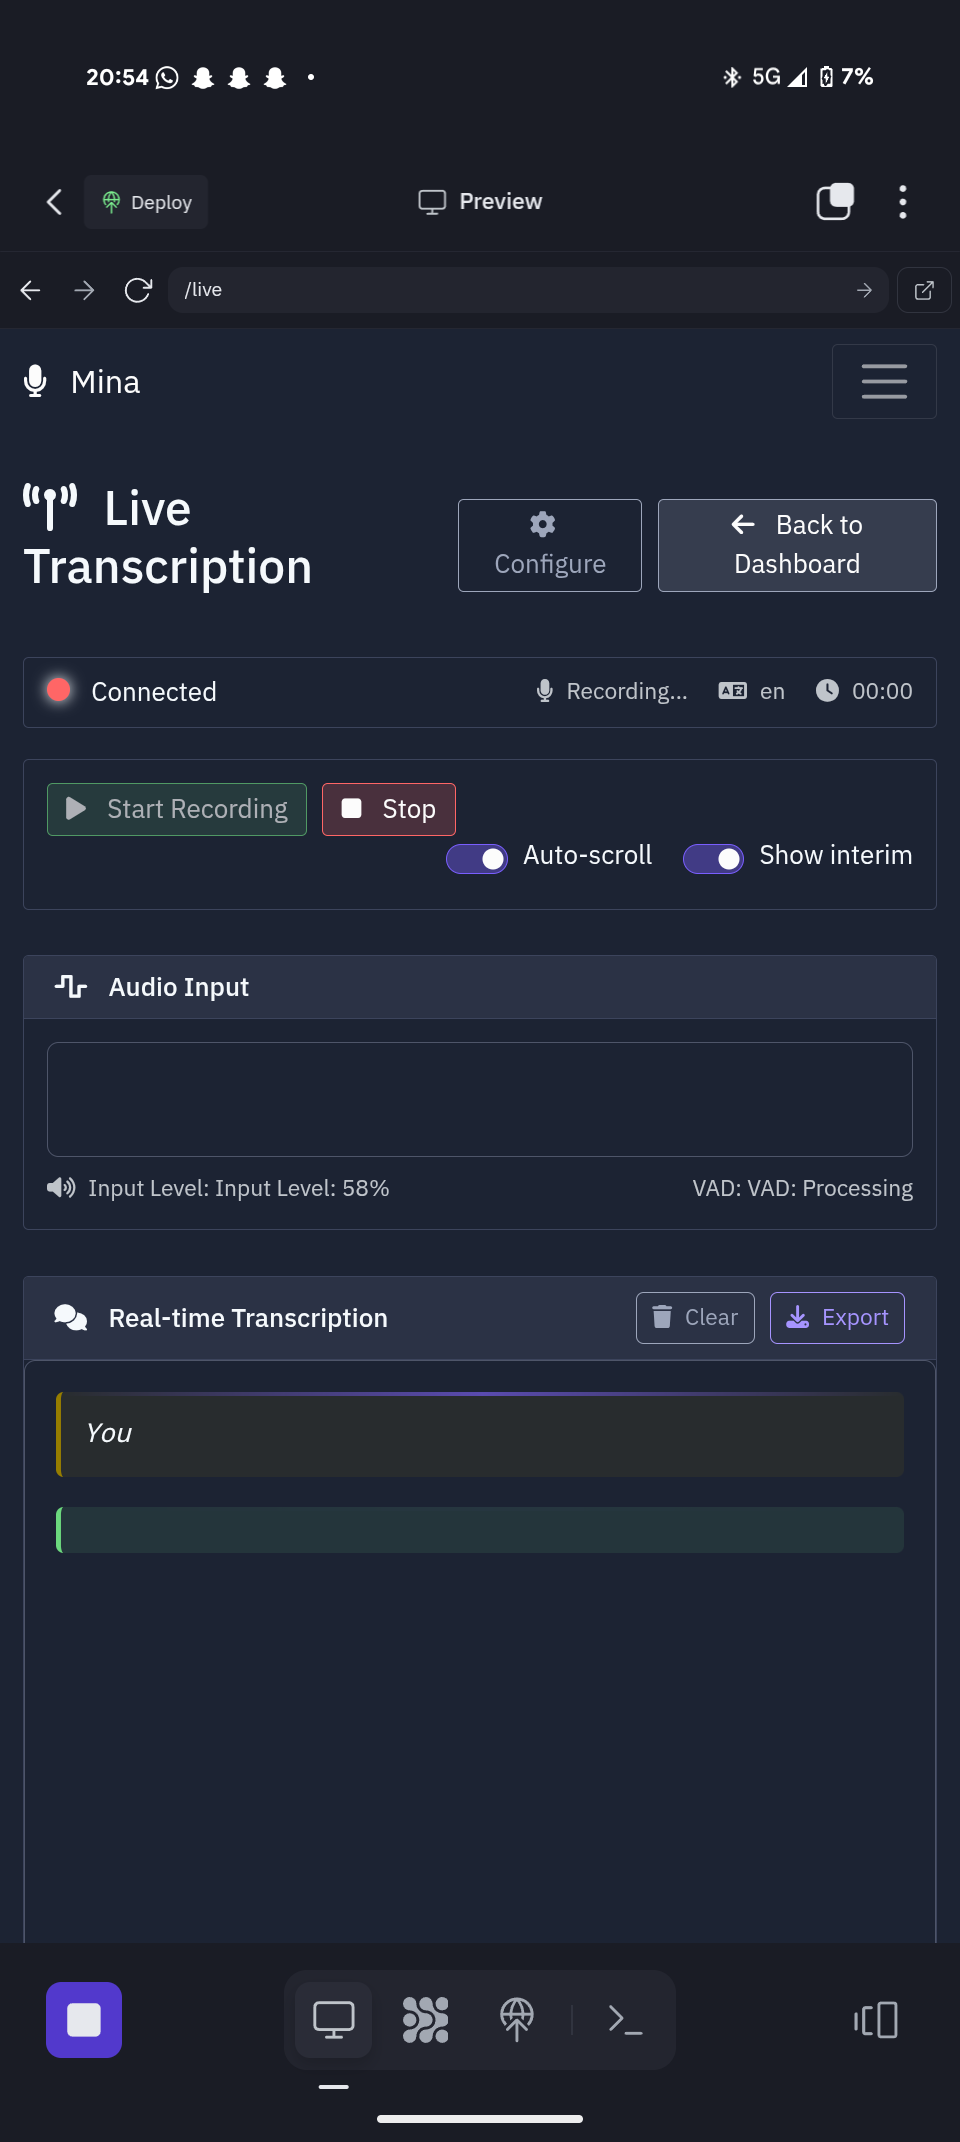 20:54
5G 7%
Deploy
Preview
/live
Mina
Live
Transcription
Configure
Back to
Dashboard
Connected
Recording...
en
00:00
Start Recording
Stop
Auto-scroll
Show interim
Audio Input
Input Level: Input Level: 58%
VAD: VAD: Processing
Real-time Transcription
Clear
Export
You